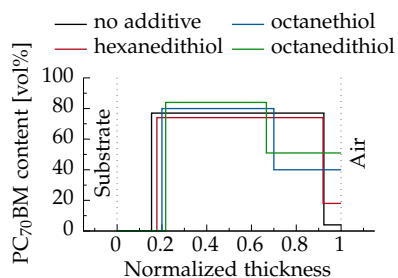 no additive
octanethiol
hexanedithiol
octanedithiol
PC70BM content [vol%]
100
80
60
40
20
0
Substrate
Air
0
0.2
0.4
0.6
0.8
1
Normalized thickness